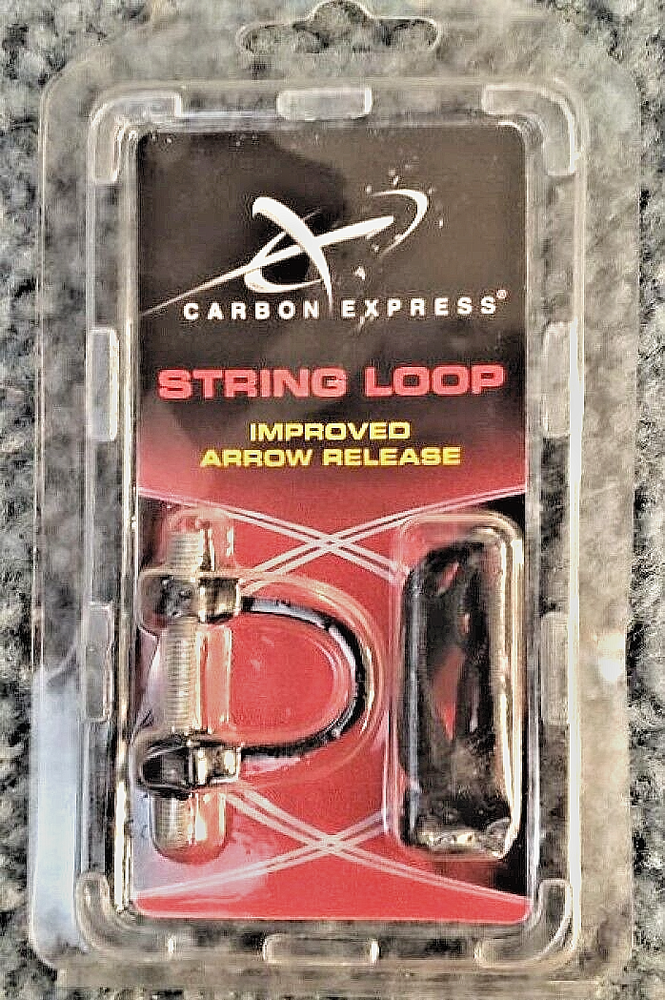 CARBON EXPRESS®
STRING LOOP
IMPROVED
ARROW RELEASE